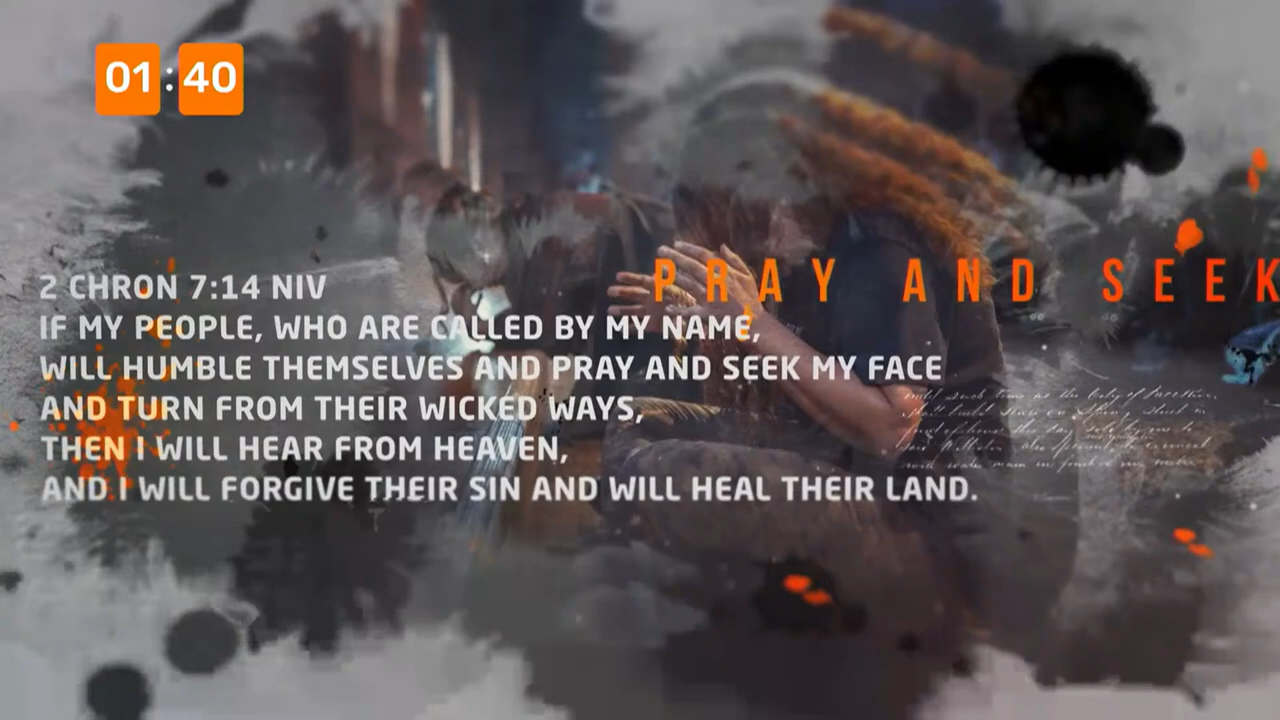 01:40
PRAY AND SEEK
2 CHRON 7:14 NIV
IF MY PEOPLE, WHO ARE CALLED BY MY NAME,
WILL HUMBLE THEMSELVES AND PRAY AND SEEK MY FACE
AND TURN FROM THEIR WICKED WAYS,
THEN I WILL HEAR FROM HEAVEN,
AND I WILL FORGIVE THEIR SIN AND WILL HEAL THEIR LAND.